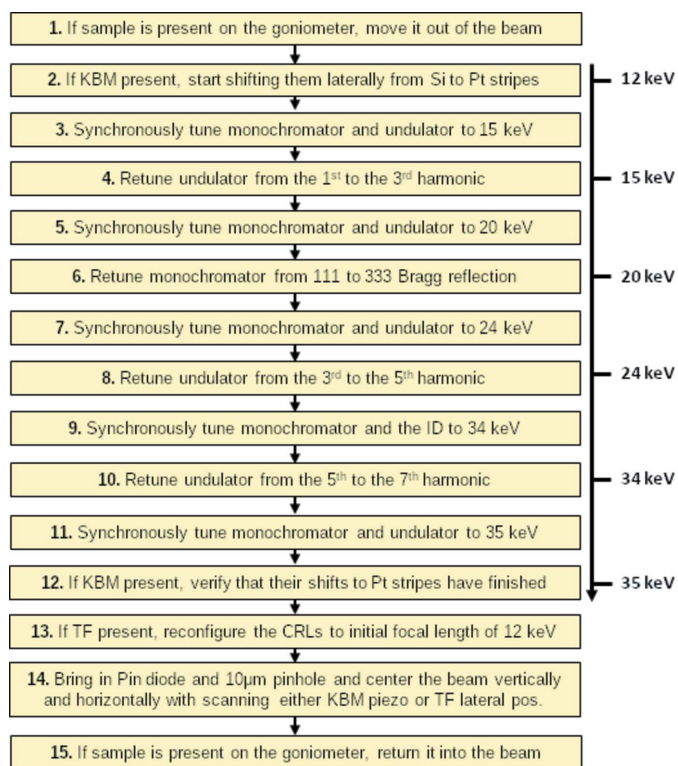 1. If sample is present on the goniometer, move it out of the beam
2. If KBM present, start shifting them laterally from Si to Pt stripes
12 keV
3. Synchronously tune monochromator and undulator to 15 keV
4. Retune undulator from the 1st to the 3rd harmonic
15 keV
5. Synchronously tune monochromator and undulator to 20 keV
6. Retune monochromator from 111 to 333 Bragg reflection
20 keV
7. Synchronously tune monochromator and undulator to 24 keV
8. Retune undulator from the 3rd to the 5th harmonic
24 keV
9. Synchronously tune monochromator and the ID to 34 keV
10. Retune undulator from the 5th to the 7th harmonic
34 keV
11. Synchronously tune monochromator and undulator to 35 keV
12. If KBM present, verify that their shifts to Pt stripes have finished
35 keV
13. If TF present, reconfigure the CRLs to initial focal length of 12 keV
14. Bring in Pin diode and 10µm pinhole and center the beam vertically
and horizontally with scanning either KBM piezo or TF lateral pos.
15. If sample is present on the goniometer, return it into the beam